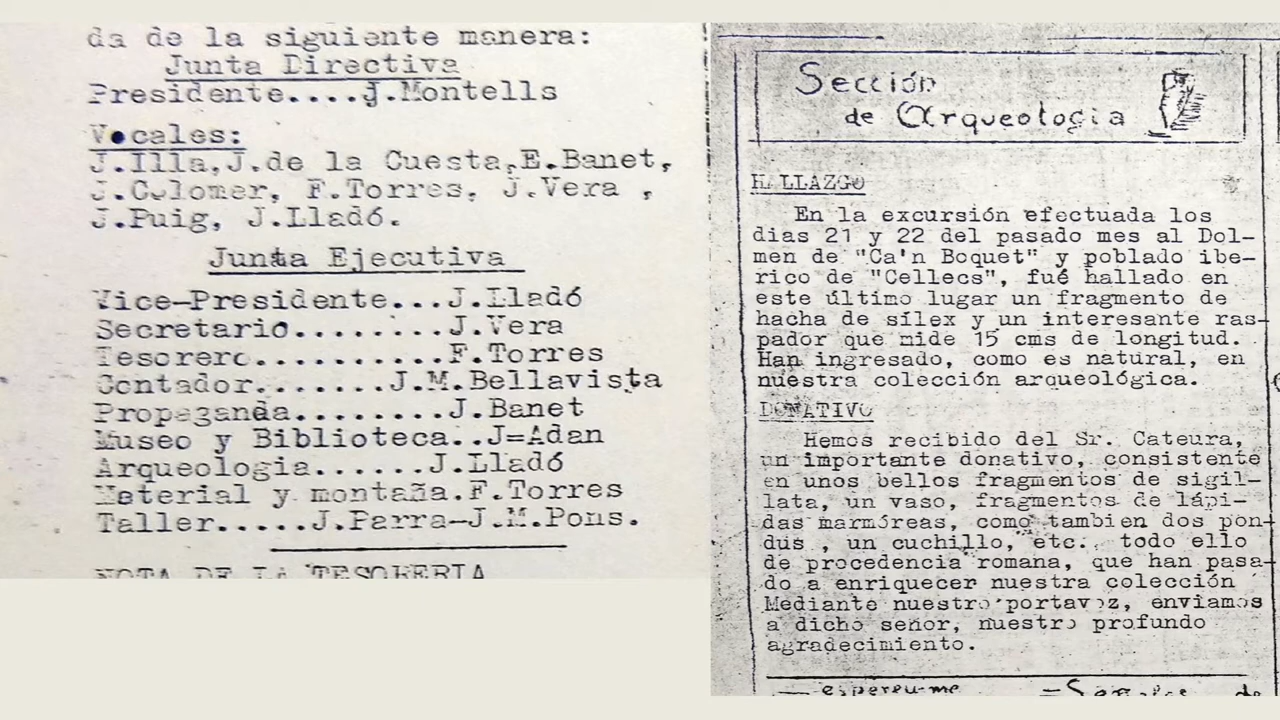 da de la siguiente manera:
Junta Directiva
Presidente....j.Montells
Vocales:
J.Illa,J.de la Cuesta,E.Banet,
J.Colomer, F.Torres, J.Vera ,
J.Puig, J.Lladó.
Junta Ejecutiva
Vice-Presidente...J.Lladó
Secretario........J.Vera
Tesorero..........F.Torres
Contador.......J.M.Bellavista
Propaganda........J.Banet
Museo y Biblioteca..J=Adan
Arqueologia......J.Lladó
Material y montaña.F.Torres
Taller.....J.Parra-J.M.Pons.
NOTA DE LA TESORERIA
Sección
de Arqueologia
HALLAZGO
En la excursión efectuada los
dias 21 y 22 del pasado mes al Dol-
men de "Ca'n Boquet" y poblado ibe-
rico de "Cellecs", fué hallado en
este último lugar un fragmento de
hacha de sílex y un interesante ras-
pador que mide 15 cms de longitud.
Han ingresado, como es natural, en
nuestra colección arqueológica.
DONATIVO
Hemos recibido del Sr. Cateura,
un importante donativo, consistente
en unos bellos fragmentos de sigil-
lata, un vaso, fragmentos de lápi-
das marmóreas, como tambien dos pon-
dus , un cuchillo, etc. todo ello
de procedencia romana, que han pasa-
do a enriquecer nuestra colección
Mediante nuestro portavoz, enviamos
a dicho señor, nuestro profundo
agradecimiento.
espereu-me